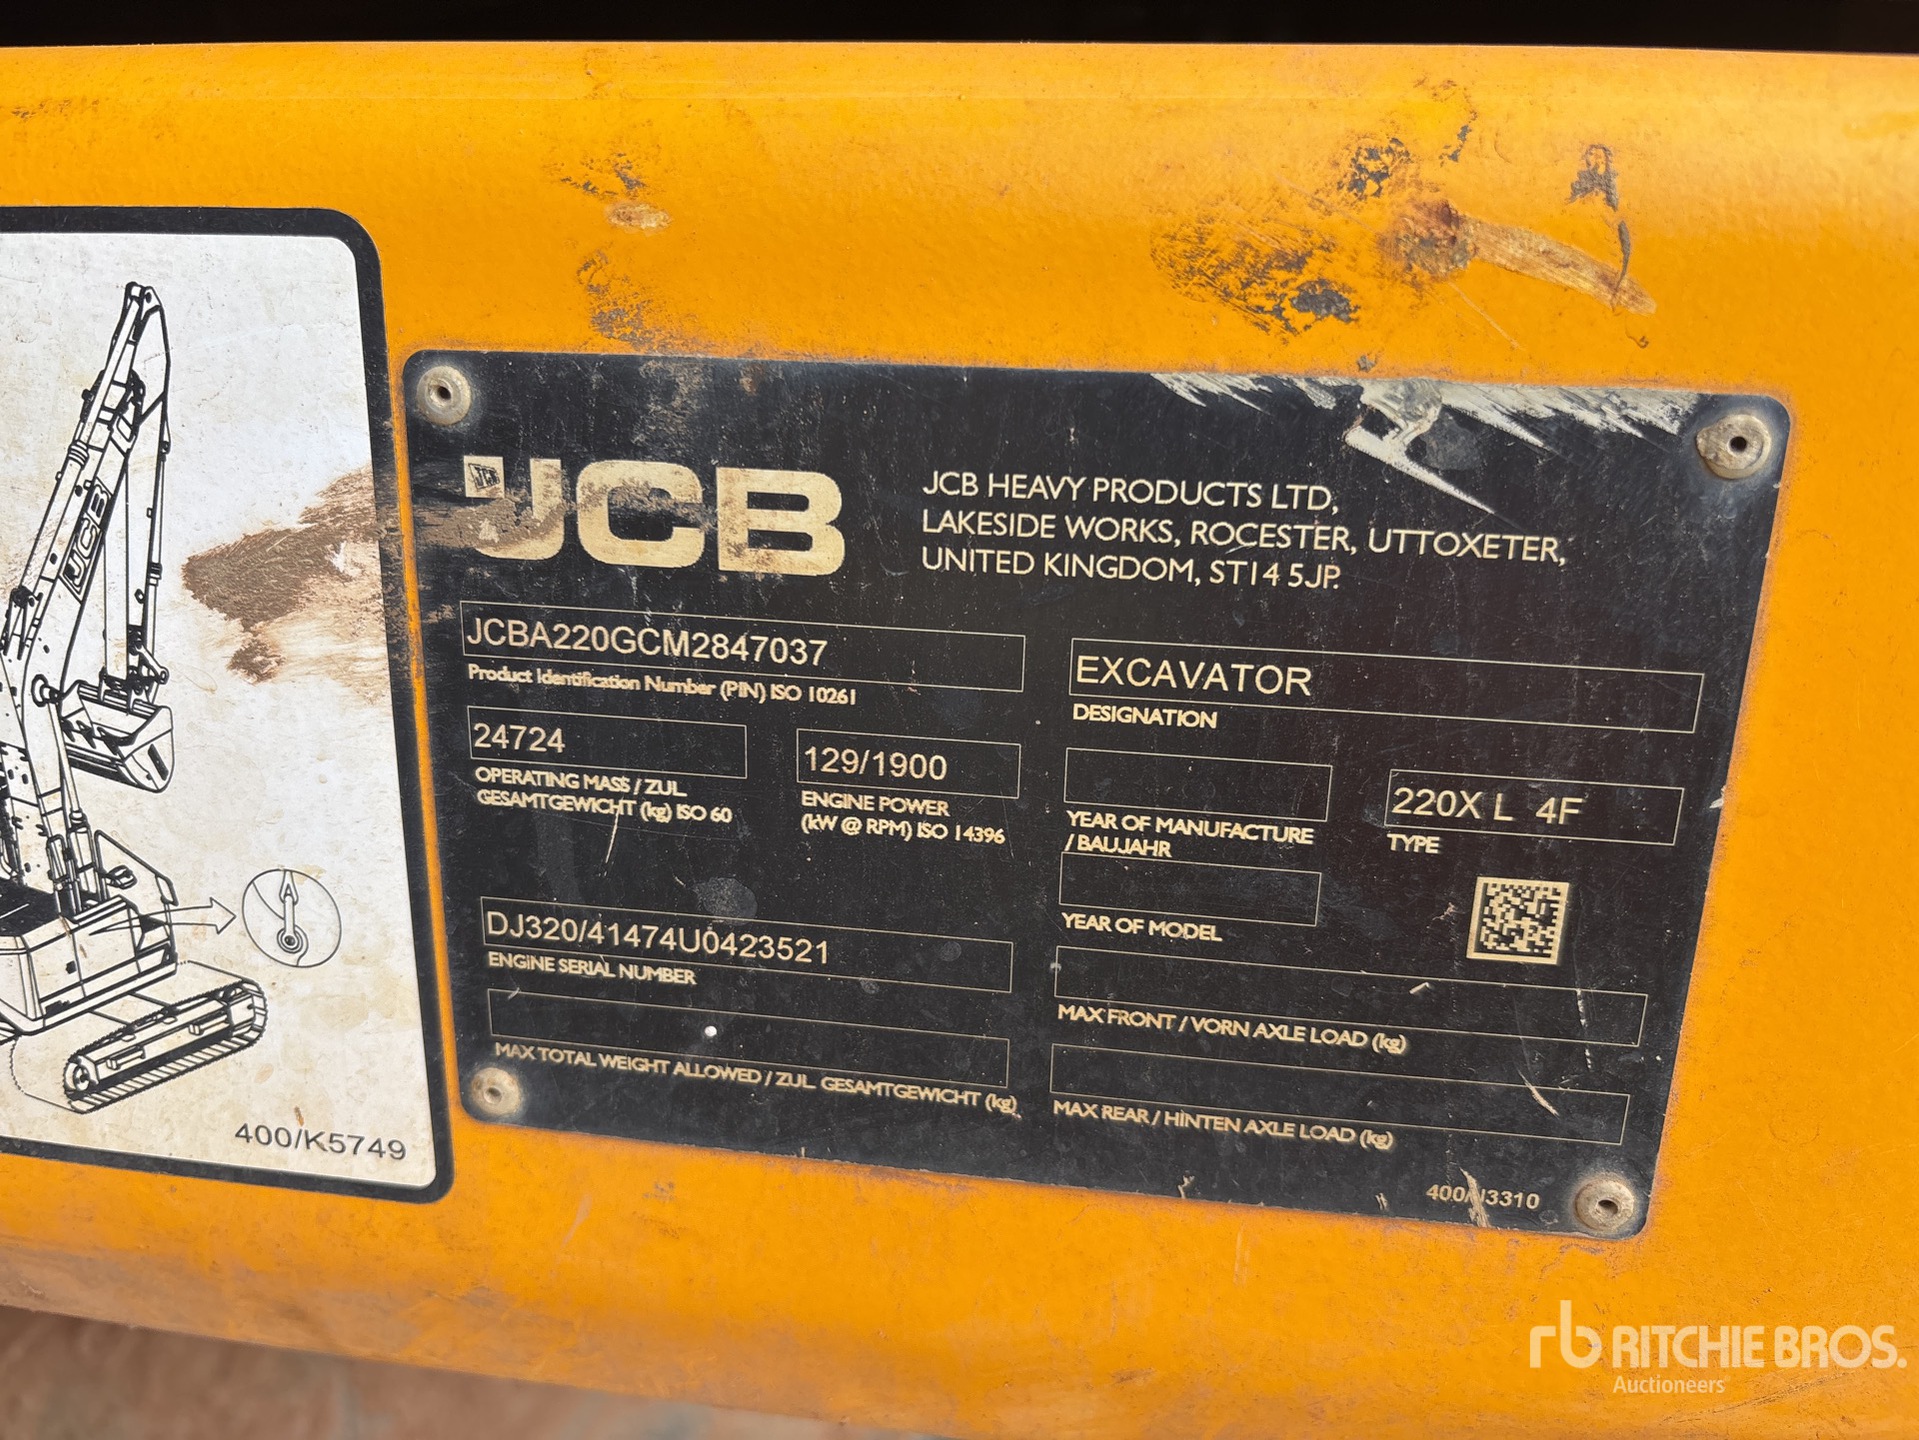 JCB
400/K5749
JCB
JCB
JCB HEAVY PRODUCTS LTD,
LAKESIDE WORKS, ROCESTER, UTTOXETER,
UNITED KINGDOM, ST14 5JP.
JCBA220GCM2847037
Product Identification Number (PIN) ISO 10261
EXCAVATOR
DESIGNATION
24724
OPERATING MASS / ZUL.
GESAMTGEWICHT (kg) ISO 60
129/1900
ENGINE POWER
(kW @ RPM) ISO 14396
YEAR OF MANUFACTURE
/ BAUJAHR
220X L 4F
TYPE
YEAR OF MODEL
DJ320/41474U0423521
ENGINE SERIAL NUMBER
MAX FRONT / VORN AXLE LOAD (kg)
MAX TOTAL WEIGHT ALLOWED / ZUL. GESAMTGEWICHT (kg)
MAX REAR / HINTEN AXLE LOAD (kg)
rb RITCHIE BROS.
Auctioneers